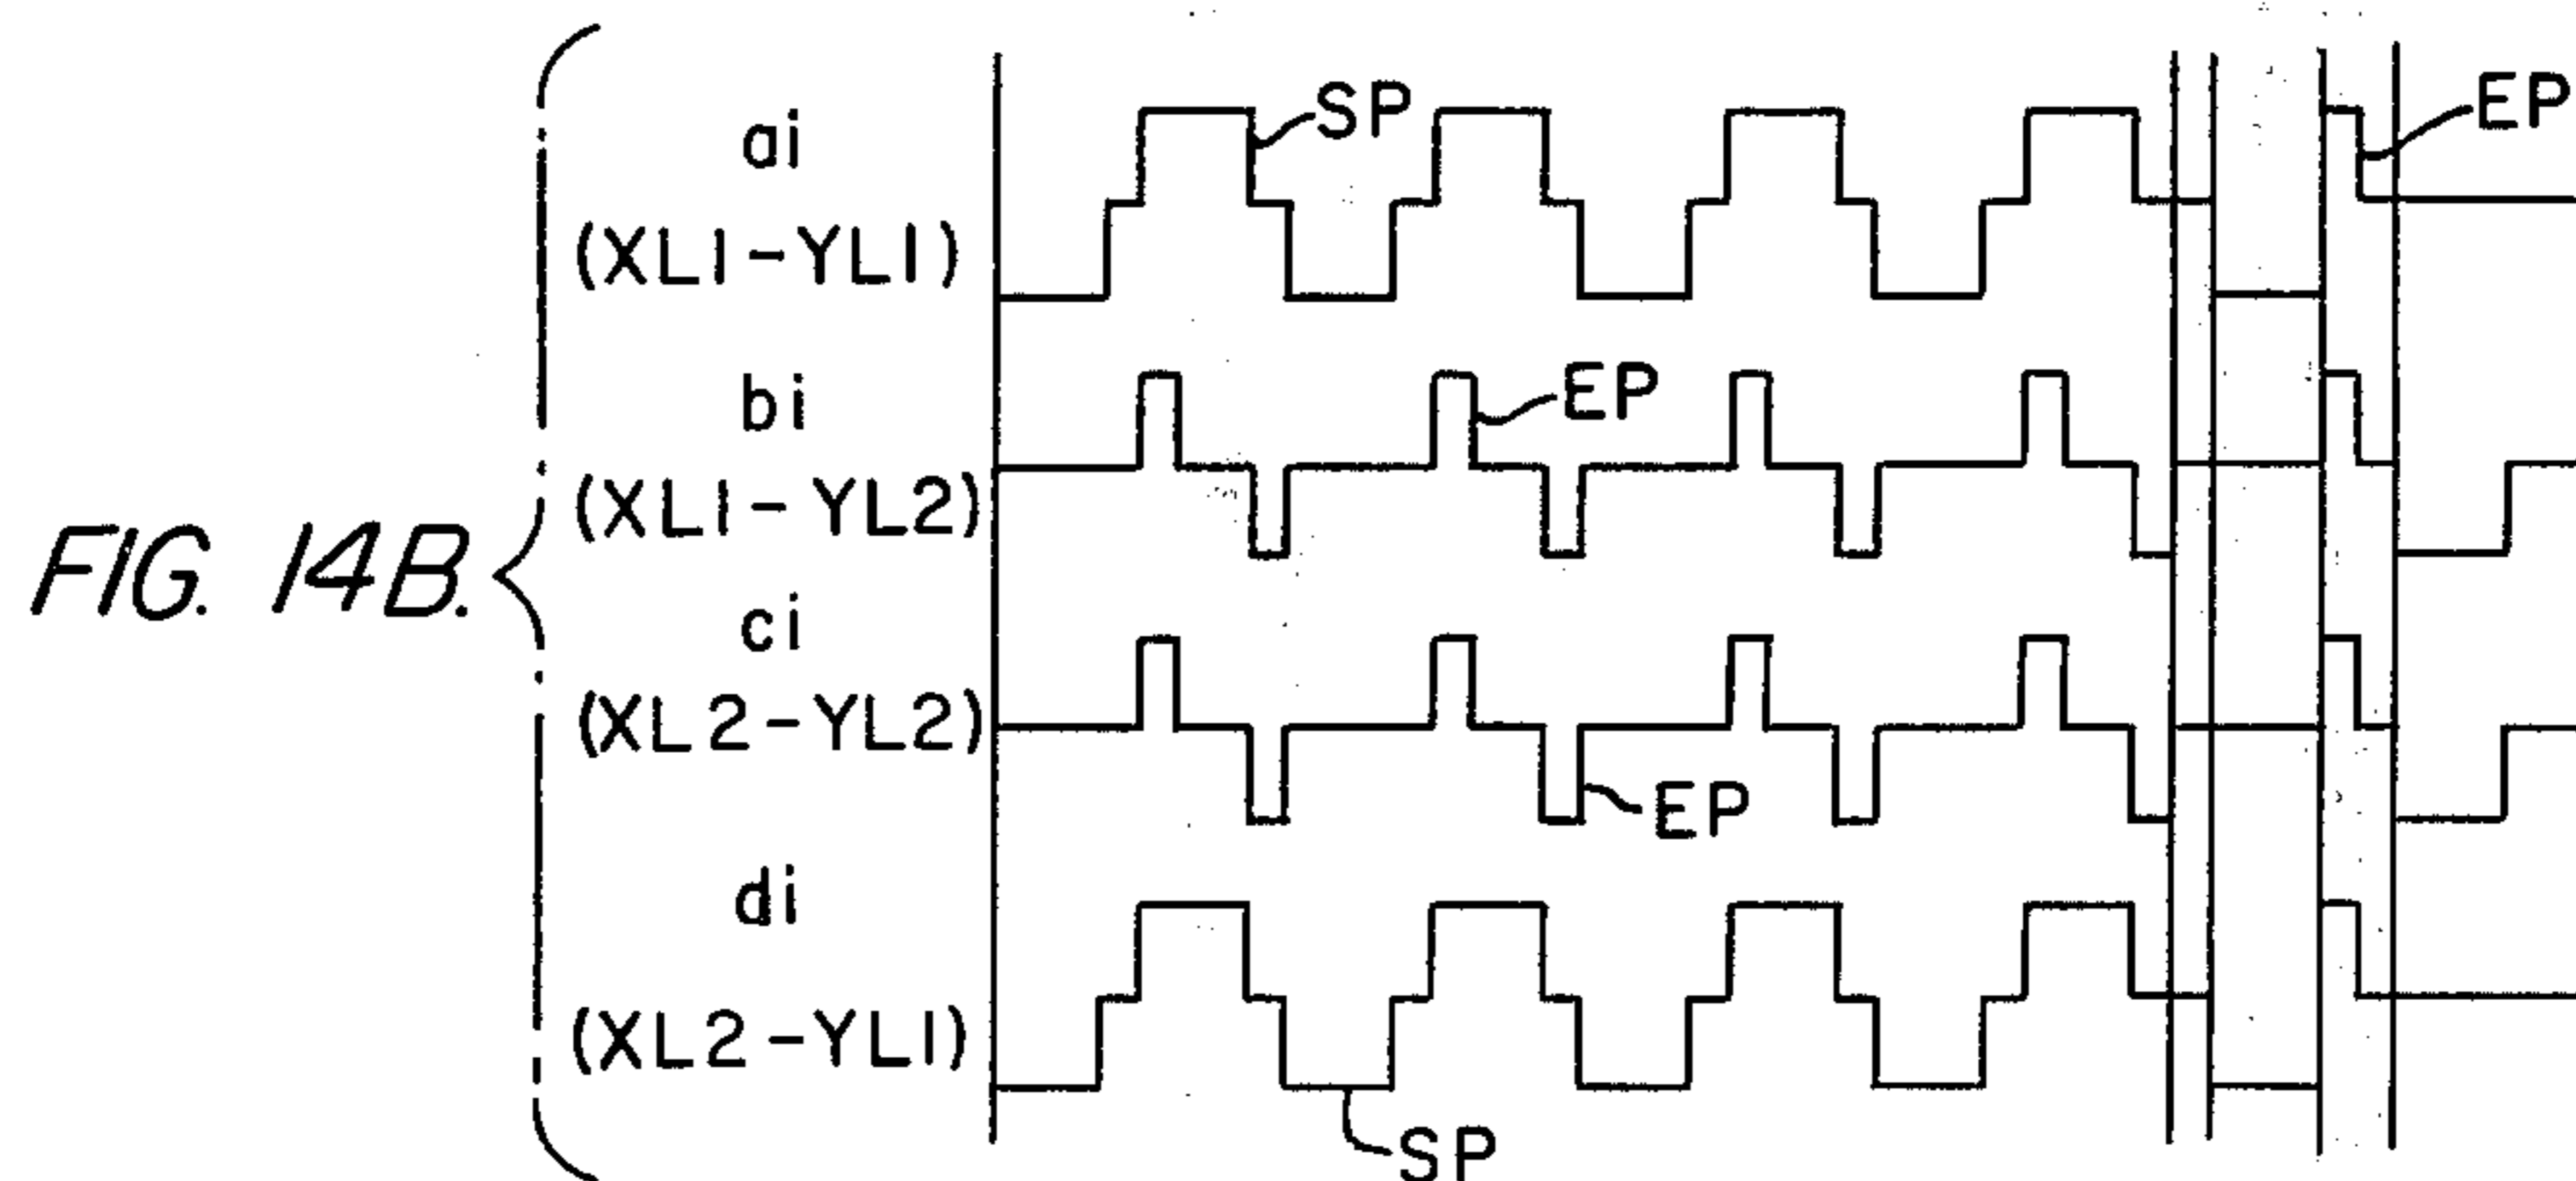 FIG. 14B.
ai
(XL1-YL1)
SP
EP
bi
(XL1-YL2)
EP
ci
(XL2-YL2)
EP
di
(XL2-YL1)
SP